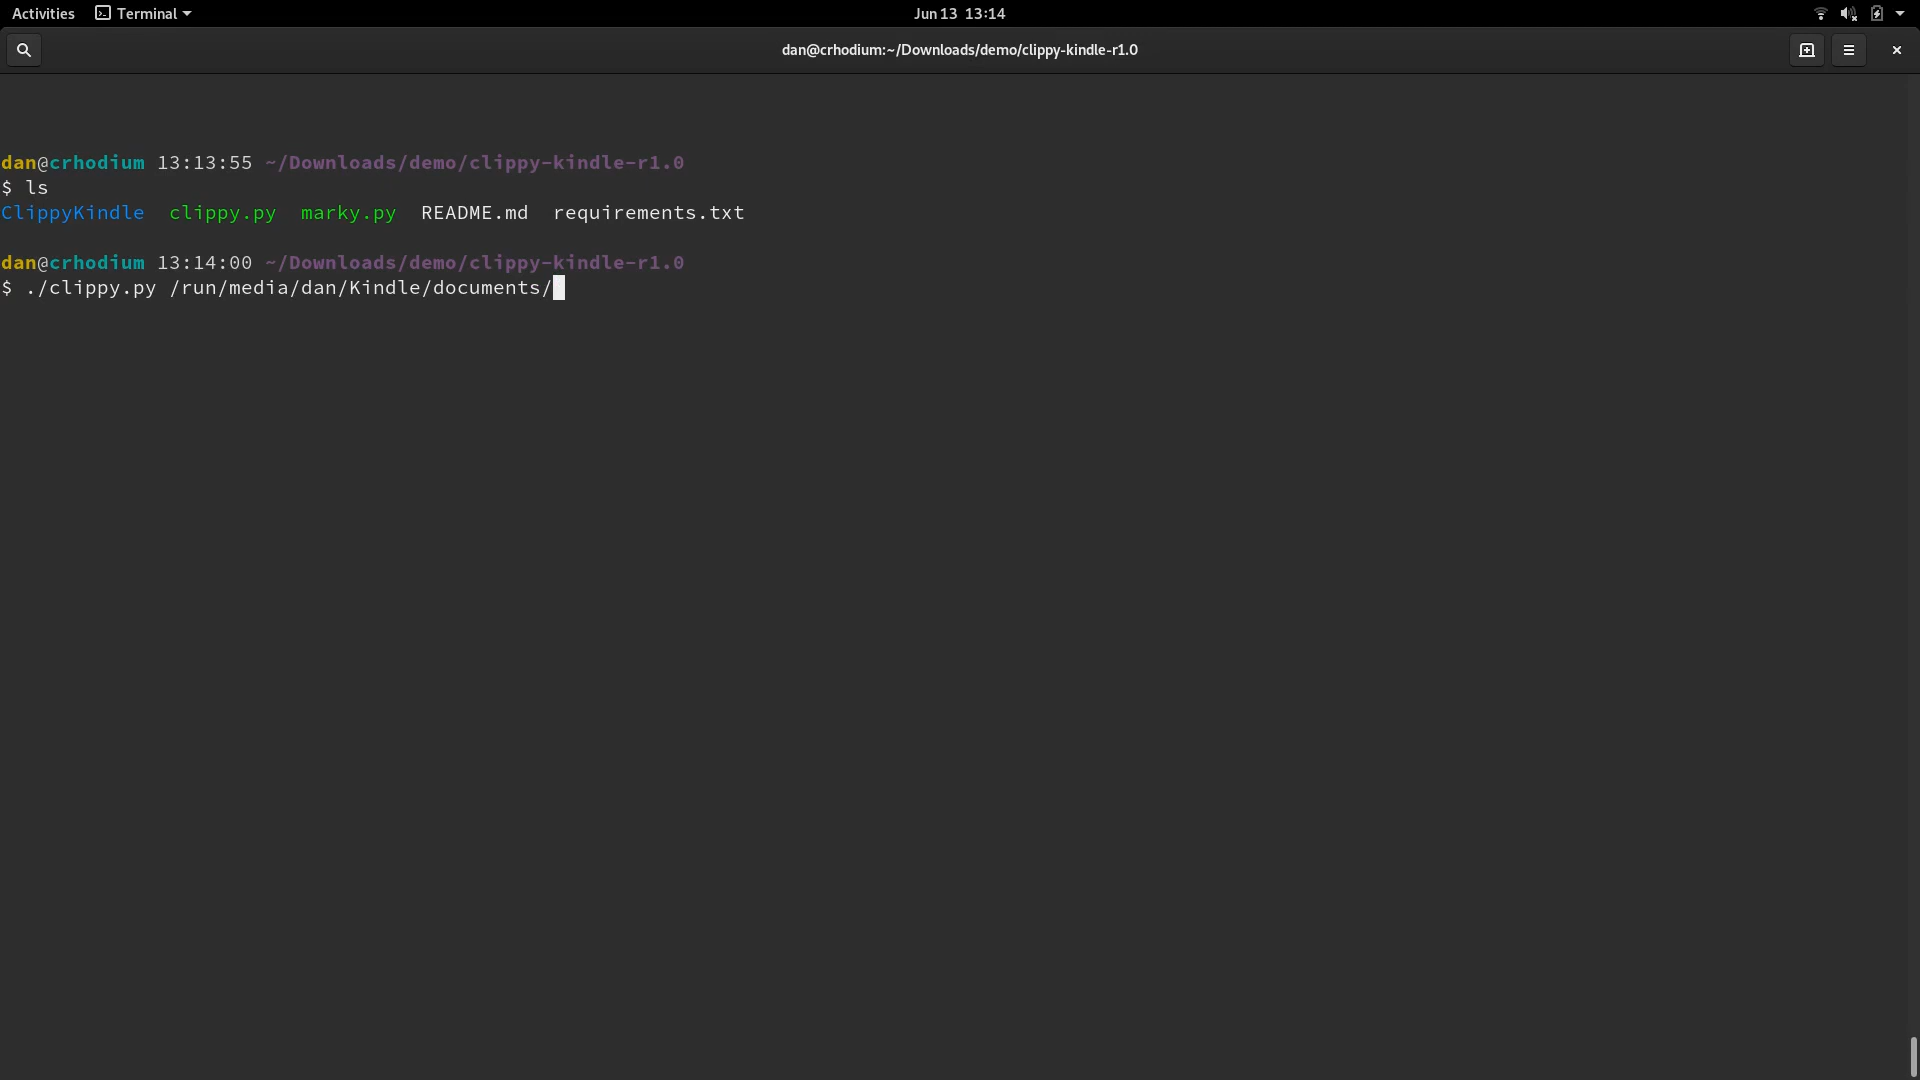 Activities Terminal Jun 13 13:14
dan@crhodium:~/Downloads/demo/clippy-kindle-r1.0
dan@crhodium 13:13:55 ~/Downloads/demo/clippy-kindle-r1.0
$ ls
ClippyKindle clippy.py marky.py README.md requirements.txt
dan@crhodium 13:14:00 ~/Downloads/demo/clippy-kindle-r1.0
$ ./clippy.py /run/media/dan/Kindle/documents/